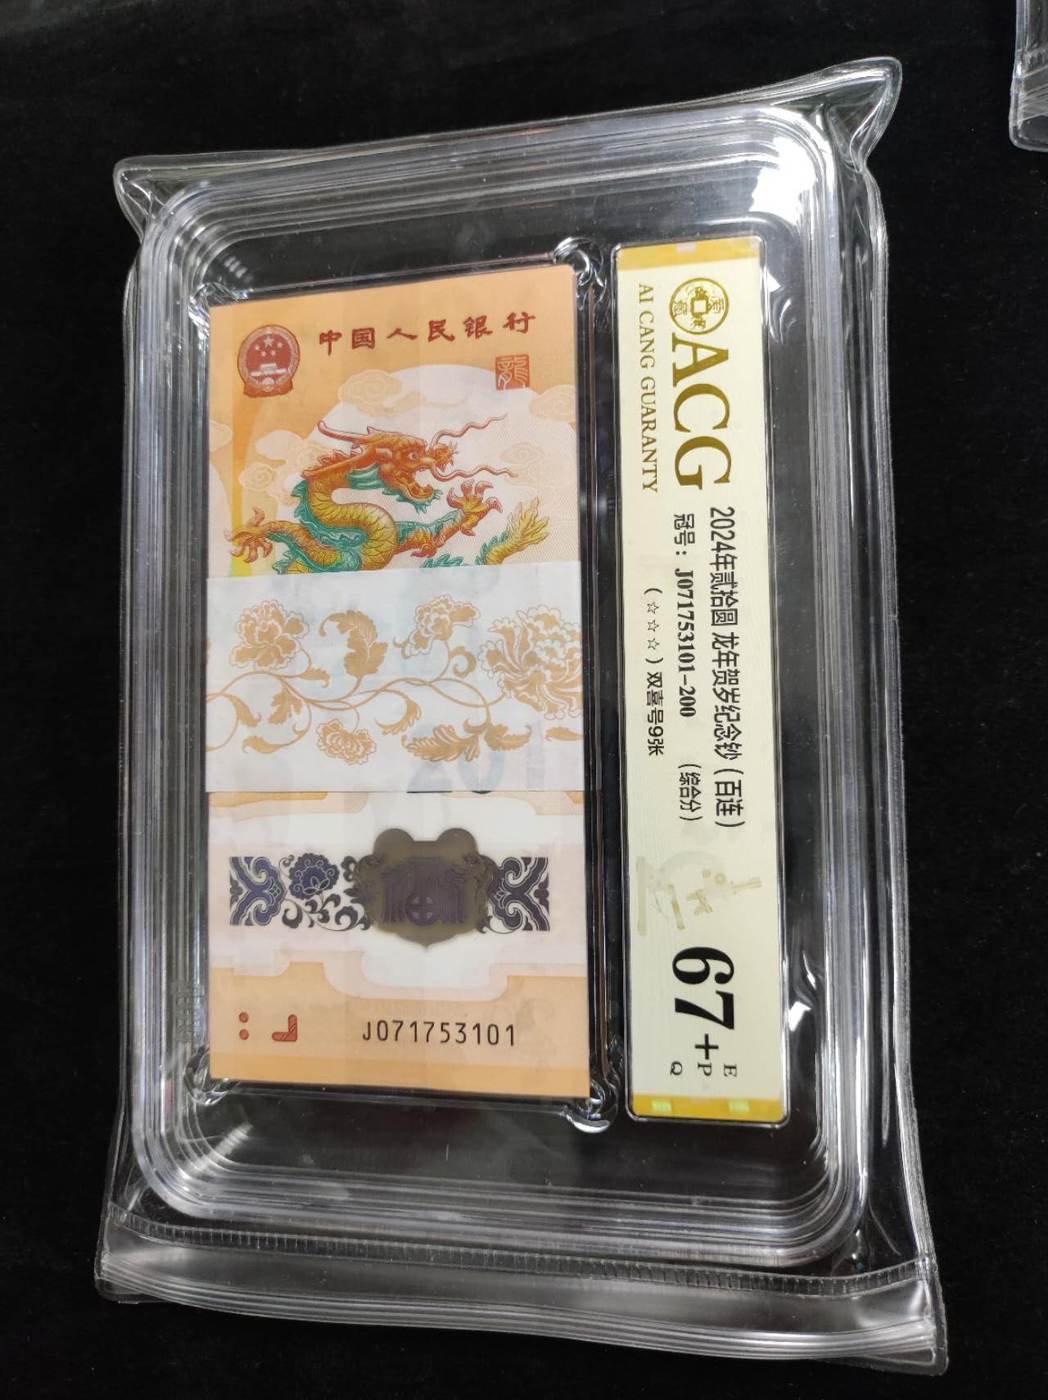 中国人民银行
龍
J071753101
ACG
AI CANG GUARANTY
2024年贰拾圆 龙年贺岁纪念钞（百连）
冠号：J071753101-200 （综合分）
（☆☆☆）双喜号9张
67+
E
P
Q